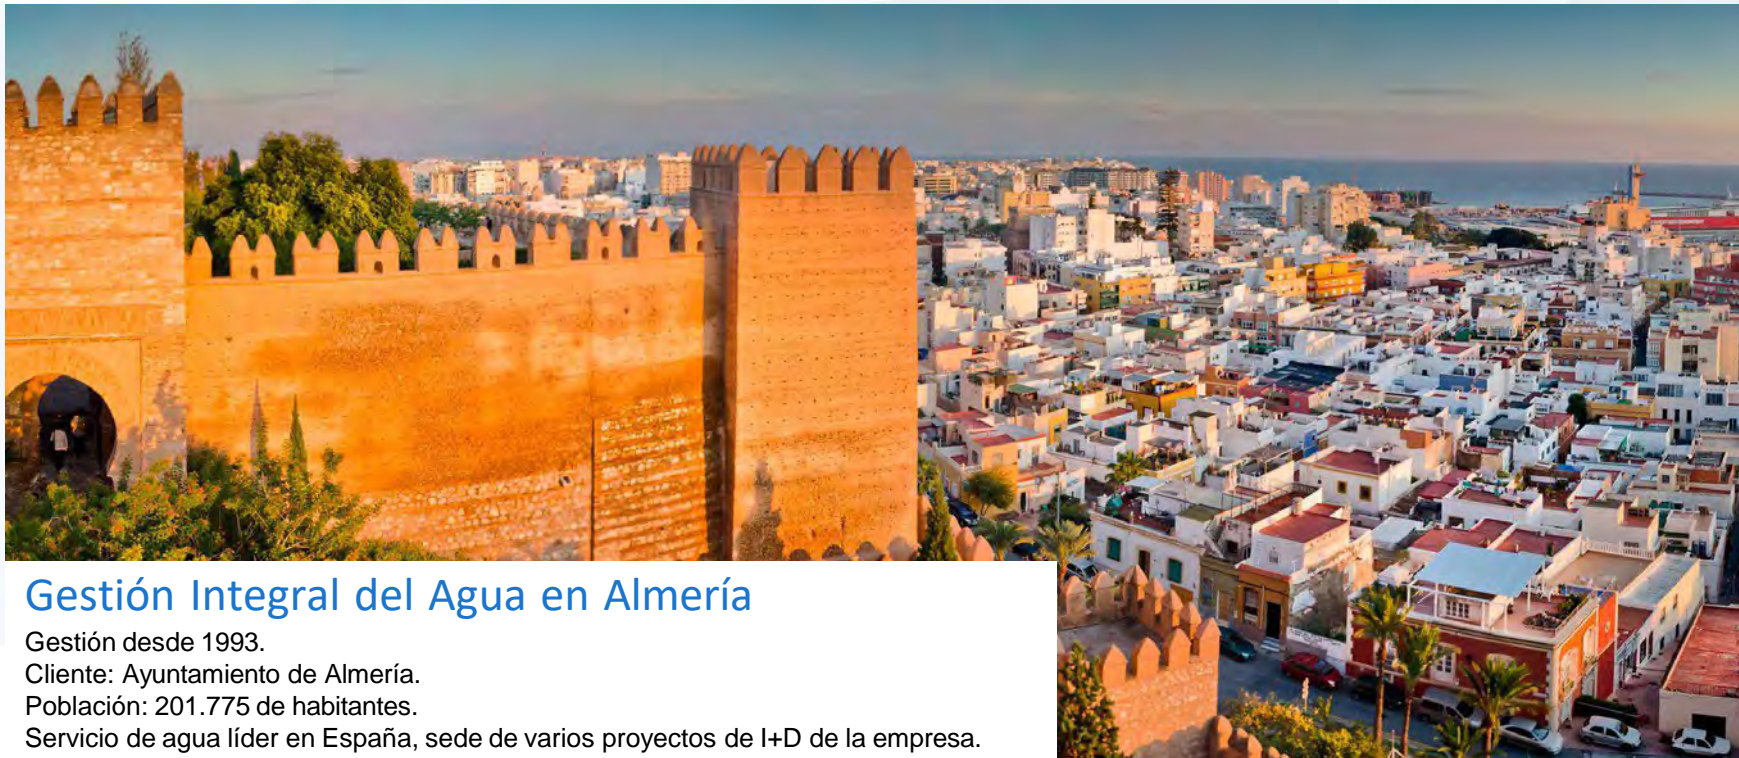 Gestión Integral del Agua en Almería
Gestión desde 1993.
Cliente: Ayuntamiento de Almería.
Población: 201.775 de habitantes.
Servicio de agua líder en España, sede de varios proyectos de I+D de la empresa.